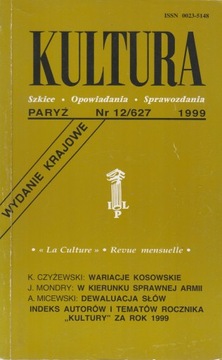 ISSN 0023-5148
KULTURA
Szkice • Opowiadania • Sprawozdania
PARYŻ Nr 12/627 1999
WYDANIE KRAJOWE
I L
P
• « La Culture » • Revue mensuelle •
K. CZYŻEWSKI: WARIACJE KOSOWSKIE
J. MONDRY: W KIERUNKU SPRAWNEJ ARMII
A. MICEWSKI: DEWALUACJA SŁÓW
INDEKS AUTORÓW I TEMATÓW ROCZNIKA
„KULTURY” ZA ROK 1999